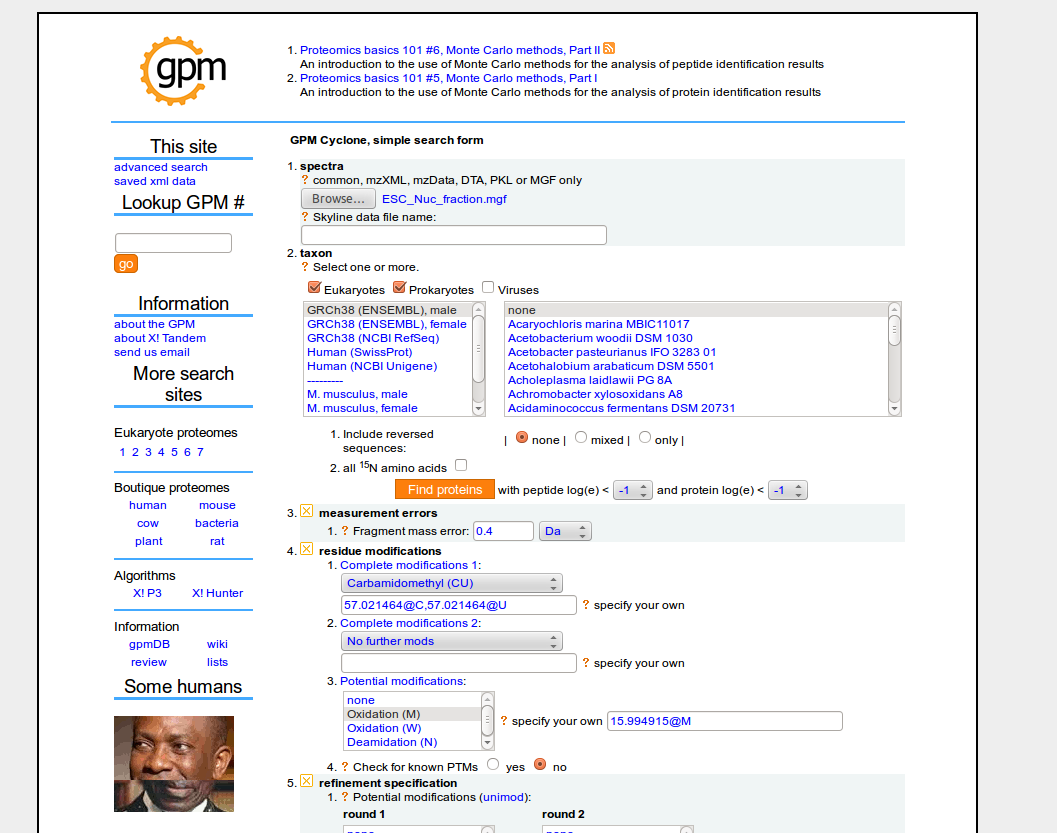 gpm
1. Proteomics basics 101 #6, Monte Carlo methods, Part II
An introduction to the use of Monte Carlo methods for the analysis of peptide identification results
2. Proteomics basics 101 #5, Monte Carlo methods, Part I
An introduction to the use of Monte Carlo methods for the analysis of protein identification results
This site
advanced search
saved xml data
Lookup GPM #
go
Information
about the GPM
about X! Tandem
send us email
More search
sites
Eukaryote proteomes
1 2 3 4 5 6 7
Boutique proteomes
human mouse
cow bacteria
plant rat
Algorithms
X! P3 X! Hunter
Information
gpmDB wiki
review lists
Some humans
GPM Cyclone, simple search form
1. spectra
? common, mzXML, mzData, DTA, PKL or MGF only
Browse... ESC_Nuc_fraction.mgf
? Skyline data file name:
2. taxon
? Select one or more.
Eukaryotes Prokaryotes Viruses
GRCh38 (ENSEMBL), male
GRCh38 (ENSEMBL), female
GRCh38 (NCBI RefSeq)
Human (SwissProt)
Human (NCBI Unigene)
---------
M. musculus, male
M. musculus, female
none
Acaryochloris marina MBIC11017
Acetobacterium woodii DSM 1030
Acetobacter pasteurianus IFO 3283 01
Acetohalobium arabaticum DSM 5501
Acholeplasma laidlawii PG 8A
Achromobacter xylosoxidans A8
Acidaminococcus fermentans DSM 20731
1. Include reversed
sequences:
| none | mixed | only |
2. all 15N amino acids
Find proteins with peptide log(e) < -1 and protein log(e) < -1
3. measurement errors
1. ? Fragment mass error: 0.4 Da
4. residue modifications
1. Complete modifications 1:
Carbamidomethyl (CU)
57.021464@C,57.021464@U ? specify your own
2. Complete modifications 2:
No further mods
? specify your own
3. Potential modifications:
none
Oxidation (M)
Oxidation (W)
Deamidation (N)
? specify your own 15.994915@M
4. ? Check for known PTMs yes no
5. refinement specification
1. ? Potential modifications (unimod):
round 1 round 2